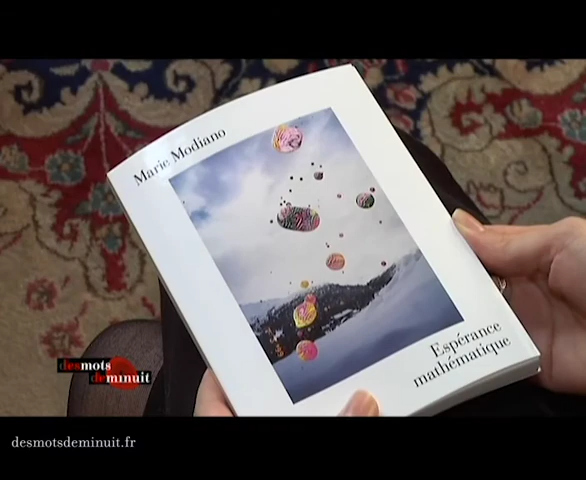 Marie Modiano
Espérance
mathématique
desmots
deminuit
desmotsdeminuit.fr